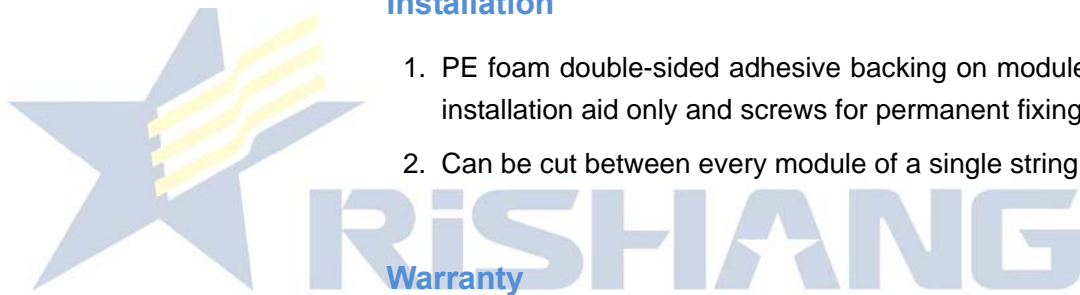 Installation
1. PE foam double-sided adhesive backing on module
installation aid only and screws for permanent fixing
2. Can be cut between every module of a single string
RiSHANG
Warranty